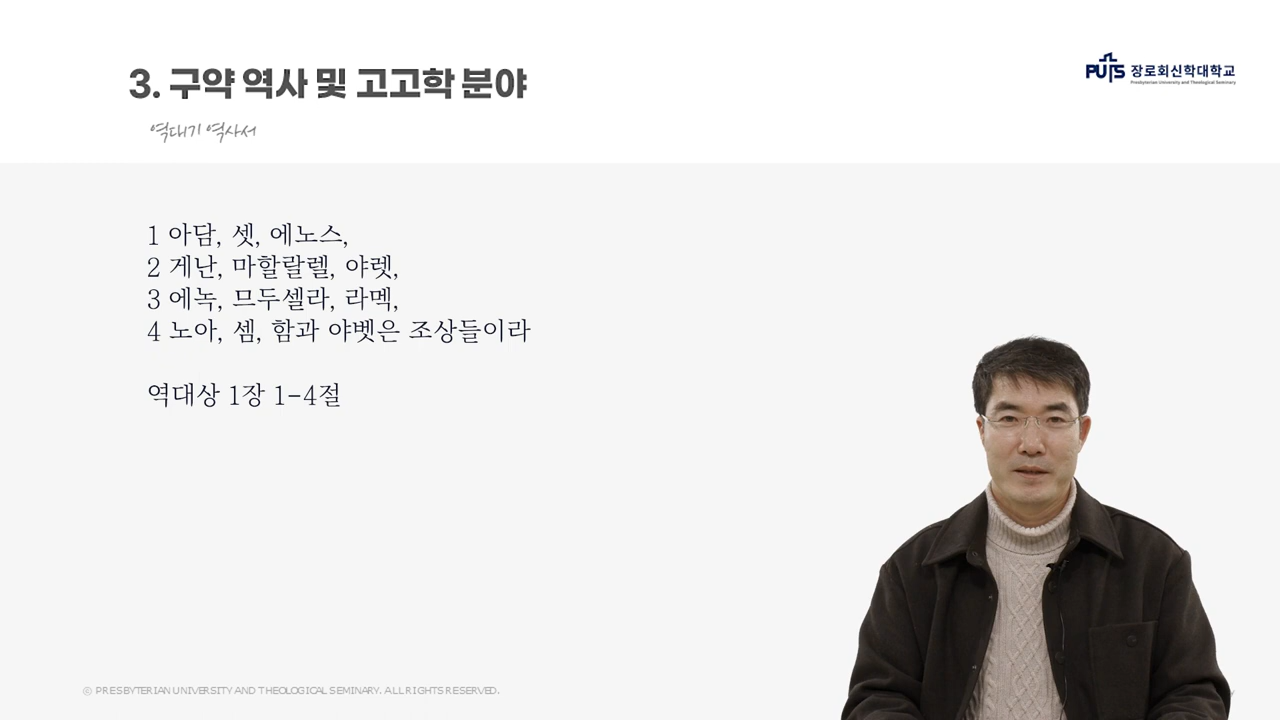 3. 구약 역사 및 고고학 분야
역대기 역사서
PUTS 장로회신학대학교
Presbyterian University and Theological Seminary
1 아담, 셋, 에노스,
2 게난, 마할랄렐, 야렛,
3 에녹, 므두셀라, 라멕,
4 노아, 셈, 함과 야벳은 조상들이라
역대상 1장 1-4절
© PRESBYTERIAN UNIVERSITY AND THEOLOGICAL SEMINARY. ALL RIGHTS RESERVED.